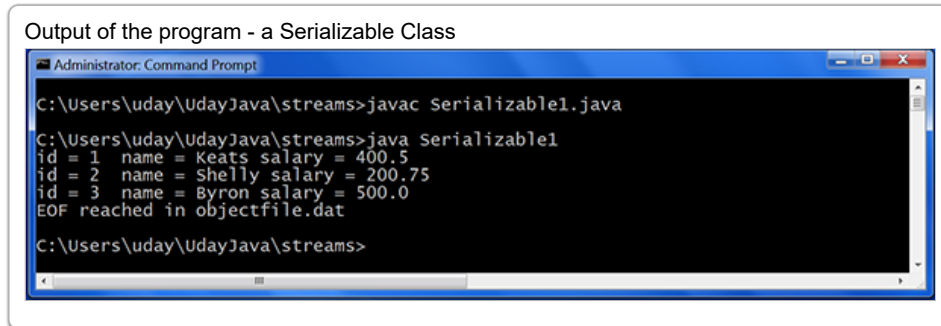 Output of the program - a Serializable Class
Administrator: Command Prompt
C:\Users\uday\UdayJava\streams>javac Serializable1.java
C:\Users\uday\UdayJava\streams>java Serializable1
id = 1  name = Keats salary = 400.5
id = 2  name = Shelly salary = 200.75
id = 3  name = Byron salary = 500.0
EOF reached in objectfile.dat
C:\Users\uday\UdayJava\streams>